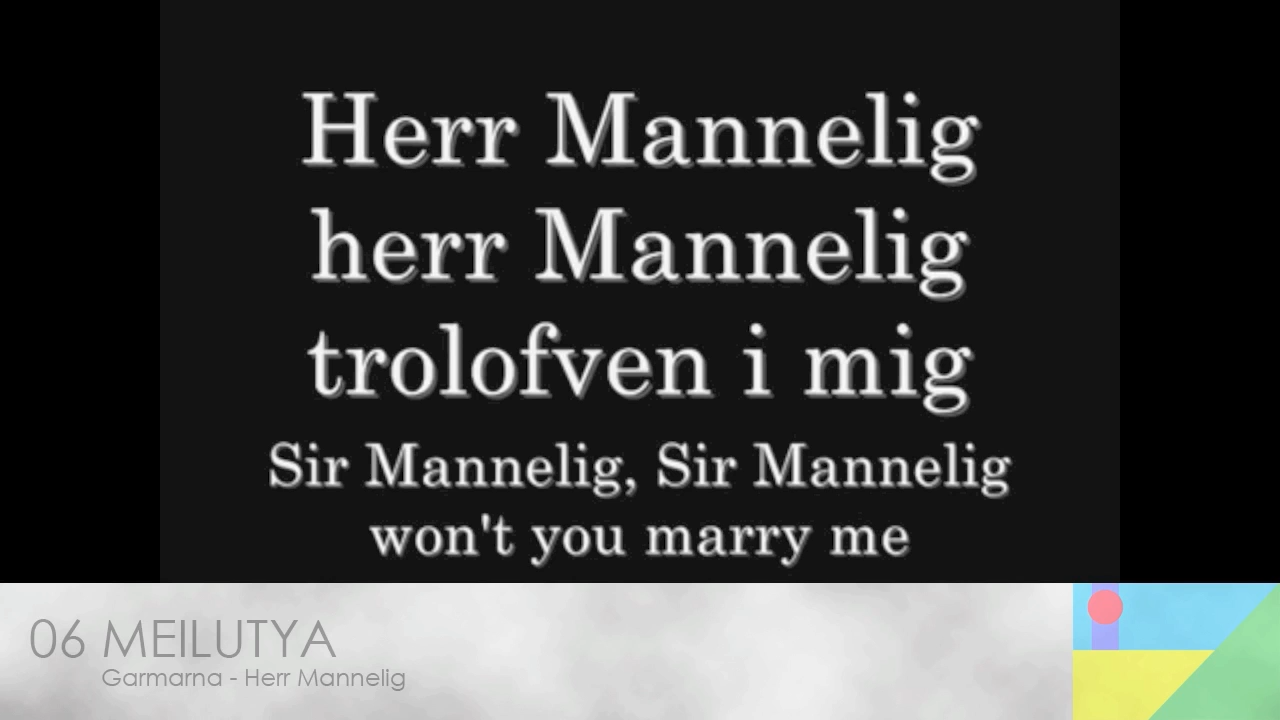 Herr Mannelig
herr Mannelig
trolofven i mig
Sir Mannelig, Sir Mannelig
won't you marry me
06 MEILUTYA
Garmarna - Herr Mannelig